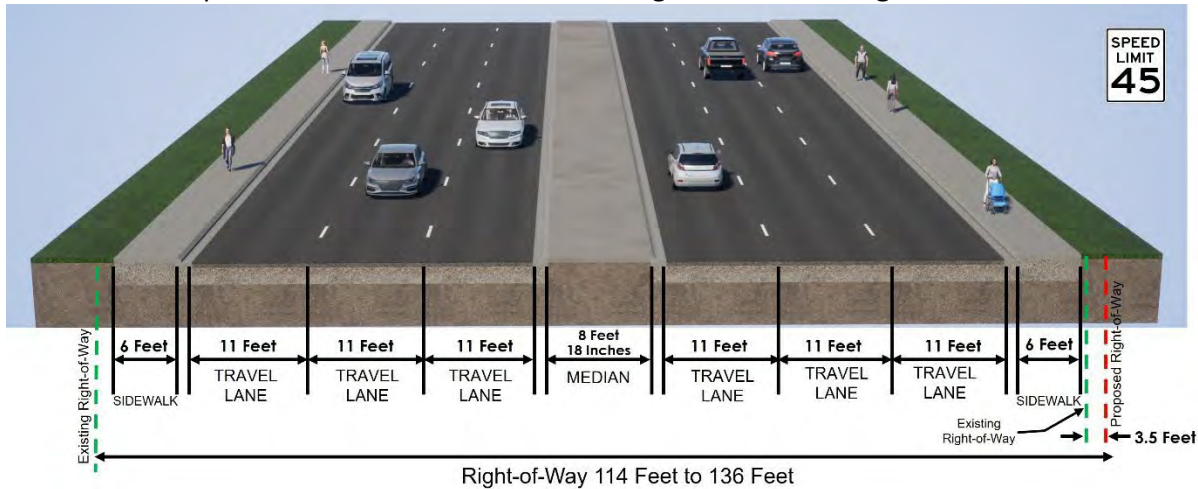 SPEED
LIMIT
45
Existing Right-of-Way
6 Feet
SIDEWALK
11 Feet
TRAVEL
LANE
11 Feet
TRAVEL
LANE
11 Feet
TRAVEL
LANE
8 Feet
18 Inches
MEDIAN
11 Feet
TRAVEL
LANE
11 Feet
TRAVEL
LANE
11 Feet
TRAVEL
LANE
6 Feet
SIDEWALK
Existing
Right-of-Way
Proposed Right-of-Way
3.5 Feet
Right-of-Way 114 Feet to 136 Feet